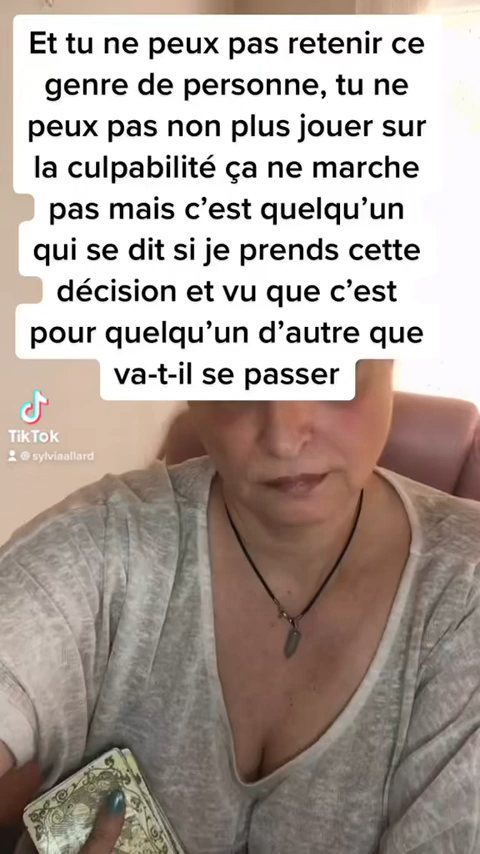 Et tu ne peux pas retenir ce
genre de personne, tu ne
peux pas non plus jouer sur
la culpabilité ça ne marche
pas mais c’est quelqu’un
qui se dit si je prends cette
décision et vu que c’est
pour quelqu’un d’autre que
va-t-il se passer
TikTok
@sylviaallard